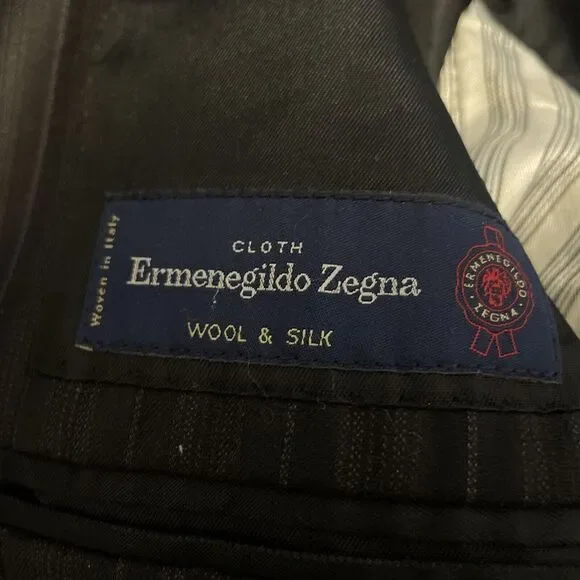 Woven in Italy
CLOTH
Ermenegildo Zegna
WOOL & SILK
ERMENEGILDO
ZEGNA